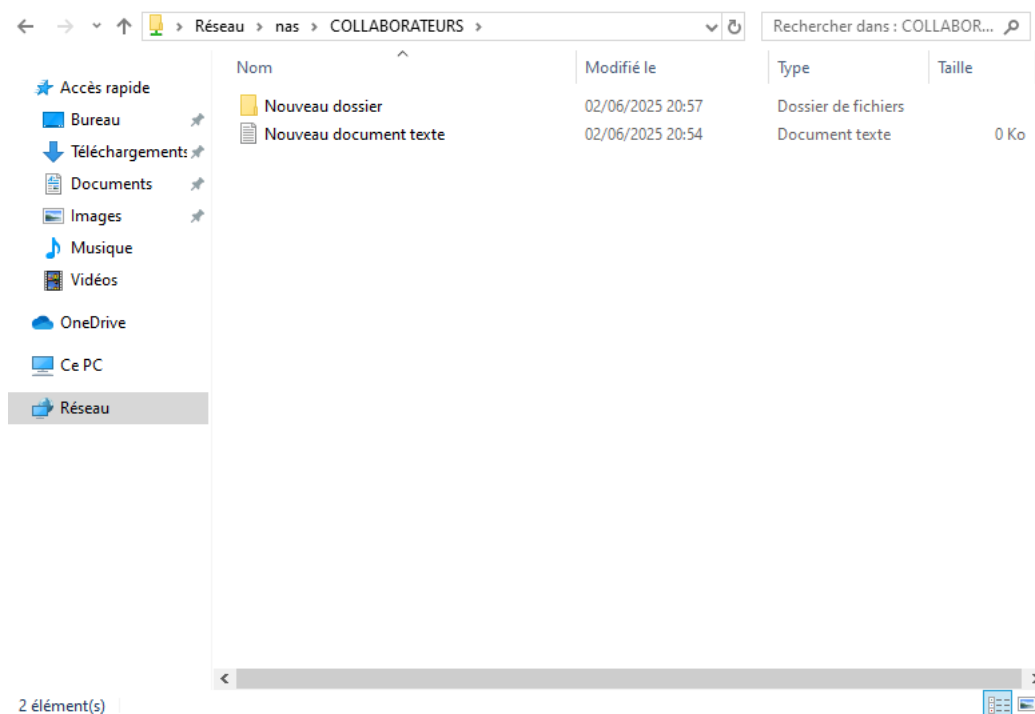 Réseau > nas > COLLABORATEURS >
Rechercher dans : COLLABOR...
Nom
Modifié le
Type
Taille
Accès rapide
Bureau
Téléchargements
Documents
Images
Musique
Vidéos
OneDrive
Ce PC
Réseau
Nouveau dossier 02/06/2025 20:57 Dossier de fichiers
Nouveau document texte 02/06/2025 20:54 Document texte 0 Ko
2 élément(s)